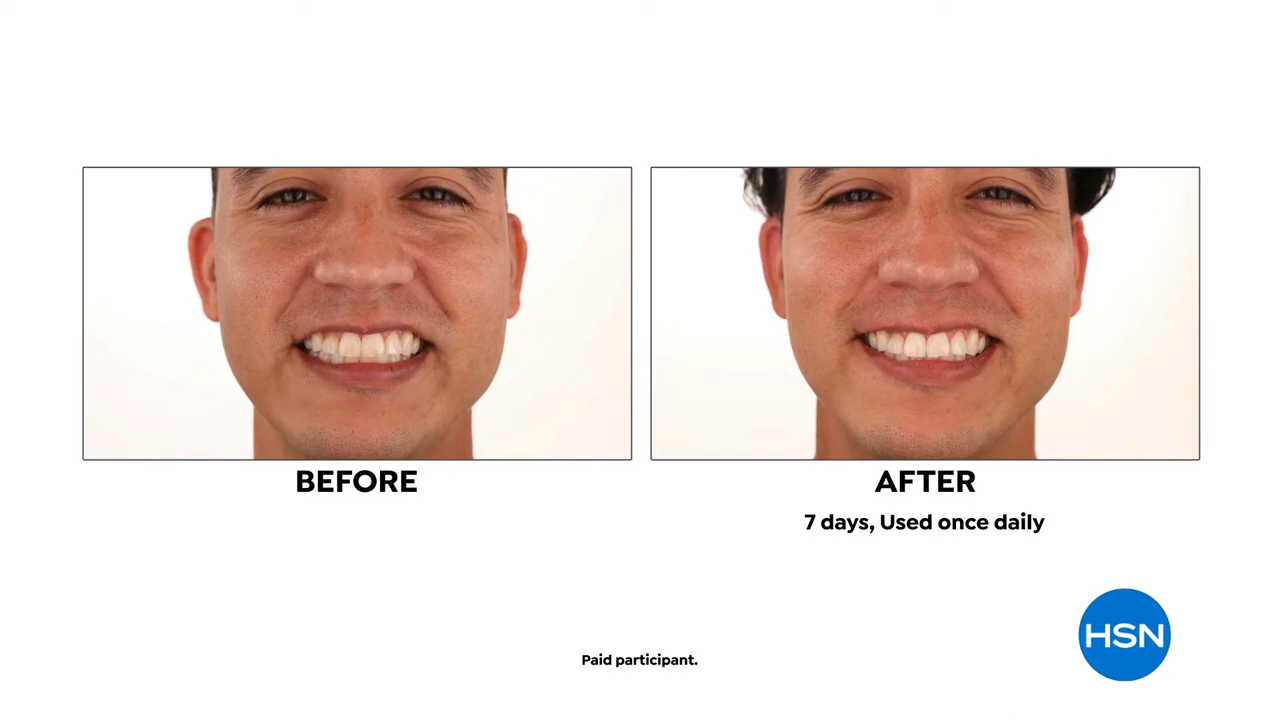 BEFORE
AFTER
7 days, Used once daily
HSN
Paid participant.